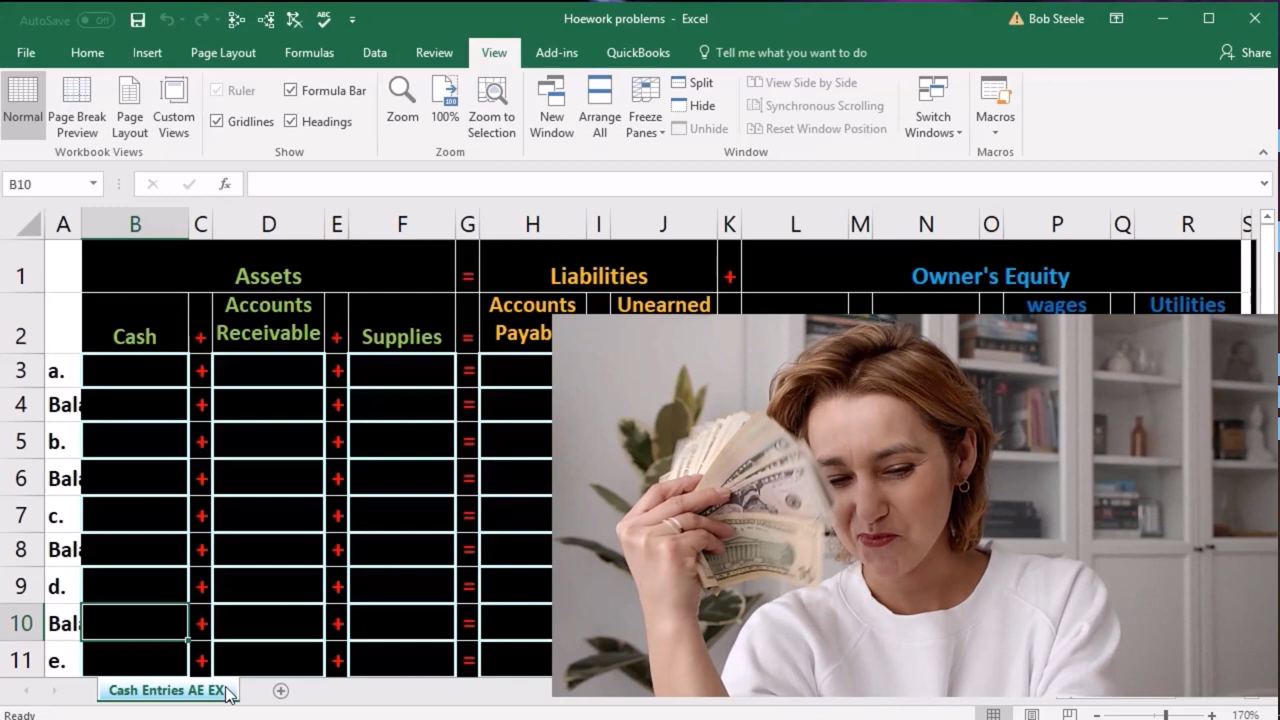 AutoSave Off Hoework problems - Excel Bob Steele
File Home Insert Page Layout Formulas Data Review View Add-ins QuickBooks Tell me what you want to do Share
Normal Page Break Preview Page Layout Custom Views
Ruler Formula Bar
Gridlines Headings
Zoom 100% Zoom to Selection
New Window Arrange All Freeze Panes
Split
Hide
Unhide
View Side by Side
Synchronous Scrolling
Reset Window Position
Switch Windows Macros
Workbook Views Show Zoom Window Macros
B10 fx
A B C D E F G H I J K L M N O P Q R S
1 Assets = Liabilities + Owner's Equity
2 Cash + Accounts Receivable + Supplies = Accounts Unearned wages Utilities
3 a. + + =
4 + + =
5 b. + + =
6 + + =
7 c. + + =
8 + + =
9 d. + + =
10 + + =
11 e. + + =
Cash Entries AE EX
Ready 170%